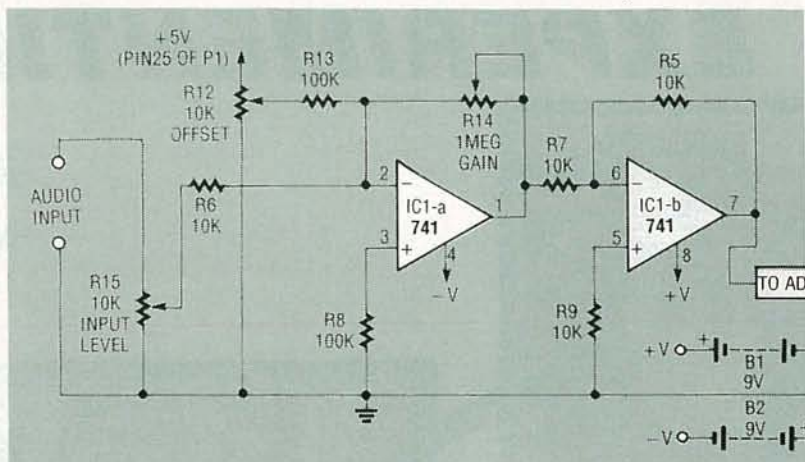 +5V
(PIN25 OF P1)
R12
10K
OFFSET
R13
100K
R14
1MEG
GAIN
R5
10K
AUDIO
INPUT
R6
10K
2
−
3
+
IC1-a
741
1
4
−V
R7
10K
6
−
5
+
IC1-b
741
7
8
+V
TO AD
R15
10K
INPUT
LEVEL
R8
100K
R9
10K
+V
+
B1
9V
B2
9V
−V